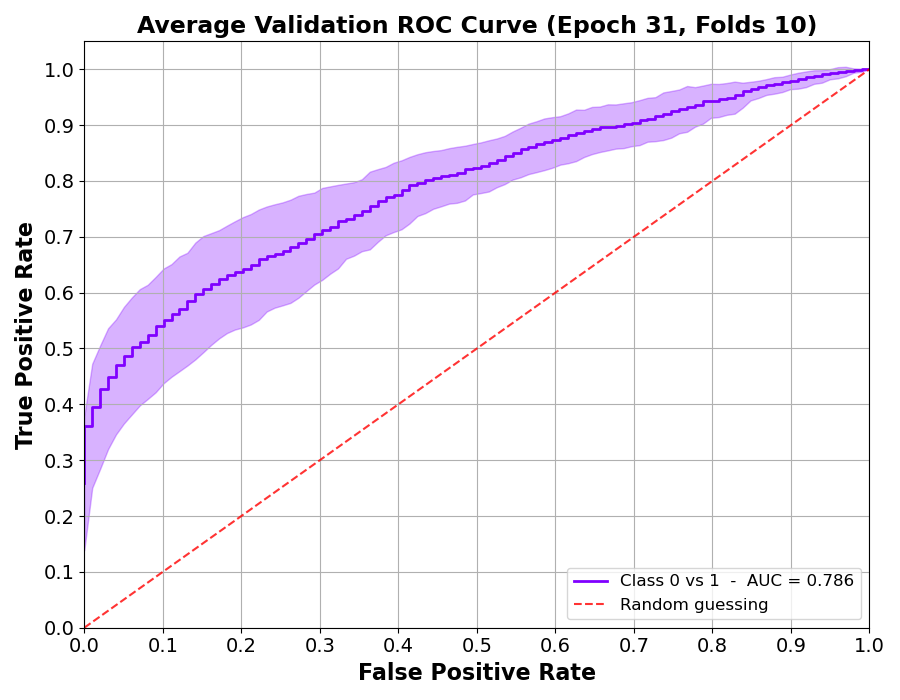 Average Validation ROC Curve (Epoch 31, Folds 10)
True Positive Rate
1.0
0.9
0.8
0.7
0.6
0.5
0.4
0.3
0.2
0.1
0.0
Class 0 vs 1 - AUC = 0.786
Random guessing
0.0 0.1 0.2 0.3 0.4 0.5 0.6 0.7 0.8 0.9 1.0
False Positive Rate